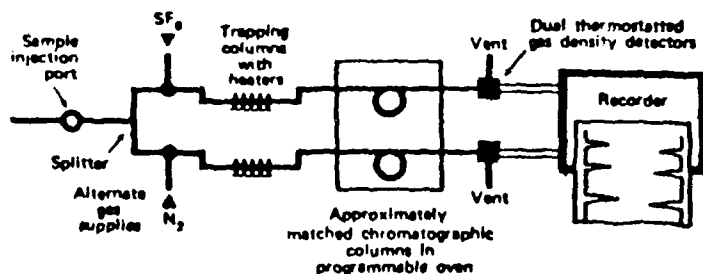 SF6
Sample
injection
port
Trapping
columns
with
heaters
Vent
Dual thermostatted
gas density detectors
Recorder
Splitter
Alternate
gas
supplies
N2
Approximately
matched chromatographic
columns in
programmable oven
Vent